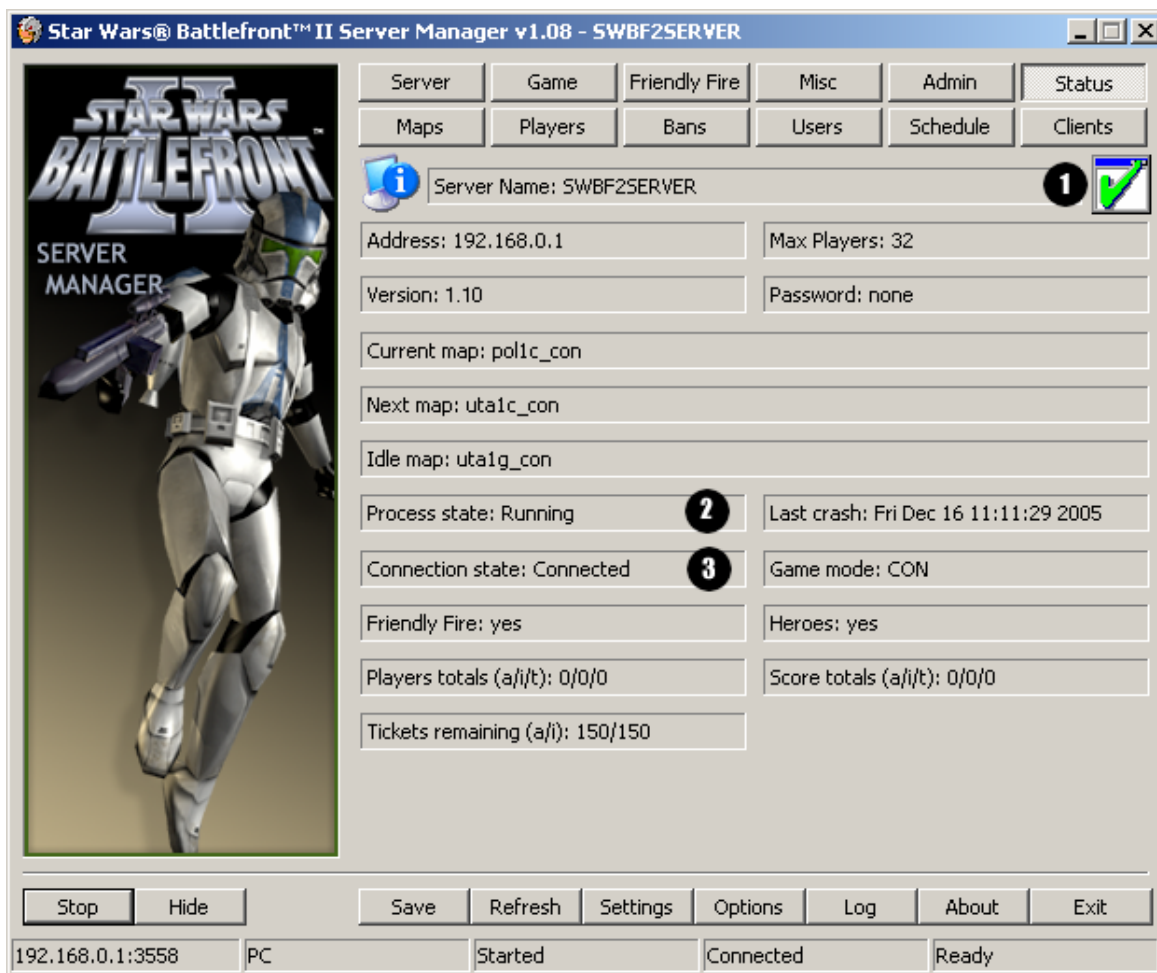 Star Wars® Battlefront™ II Server Manager v1.08 - SWBF2SERVER
STAR WARS
II
BATTLEFRONT™
SERVER
MANAGER
Server Game Friendly Fire Misc Admin Status
Maps Players Bans Users Schedule Clients
Server Name: SWBF2SERVER 1
Address: 192.168.0.1 Max Players: 32
Version: 1.10 Password: none
Current map: pol1c_con
Next map: uta1c_con
Idle map: uta1g_con
Process state: Running 2 Last crash: Fri Dec 16 11:11:29 2005
Connection state: Connected 3 Game mode: CON
Friendly Fire: yes Heroes: yes
Players totals (a/i/t): 0/0/0 Score totals (a/i/t): 0/0/0
Tickets remaining (a/i): 150/150
Stop Hide Save Refresh Settings Options Log About Exit
192.168.0.1:3558 PC Started Connected Ready